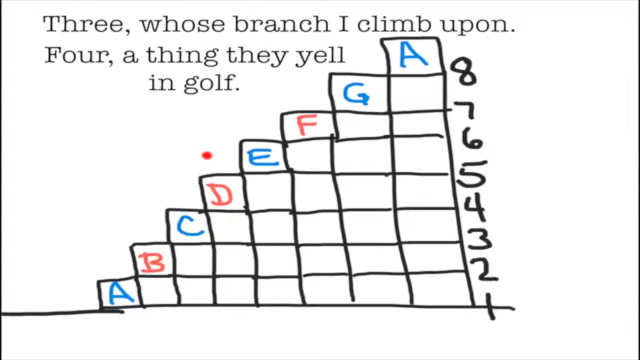 Three, whose branch I climb upon.
Four, a thing they yell
in golf.
A
8
G
7
F
6
E
5
D
4
C
3
B
2
A
1